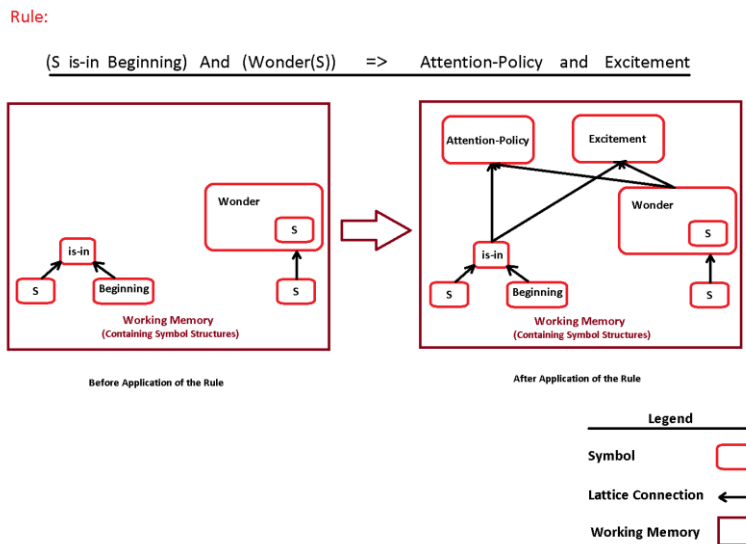 Rule:
(S is-in Beginning) And (Wonder(S)) => Attention-Policy and Excitement
Wonder
S
is-in
S
Beginning
S
Working Memory
(Containing Symbol Structures)
Before Application of the Rule
Attention-Policy
Excitement
Wonder
S
is-in
S
Beginning
S
Working Memory
(Containing Symbol Structures)
After Application of the Rule
Legend
Symbol
Lattice Connection
Working Memory